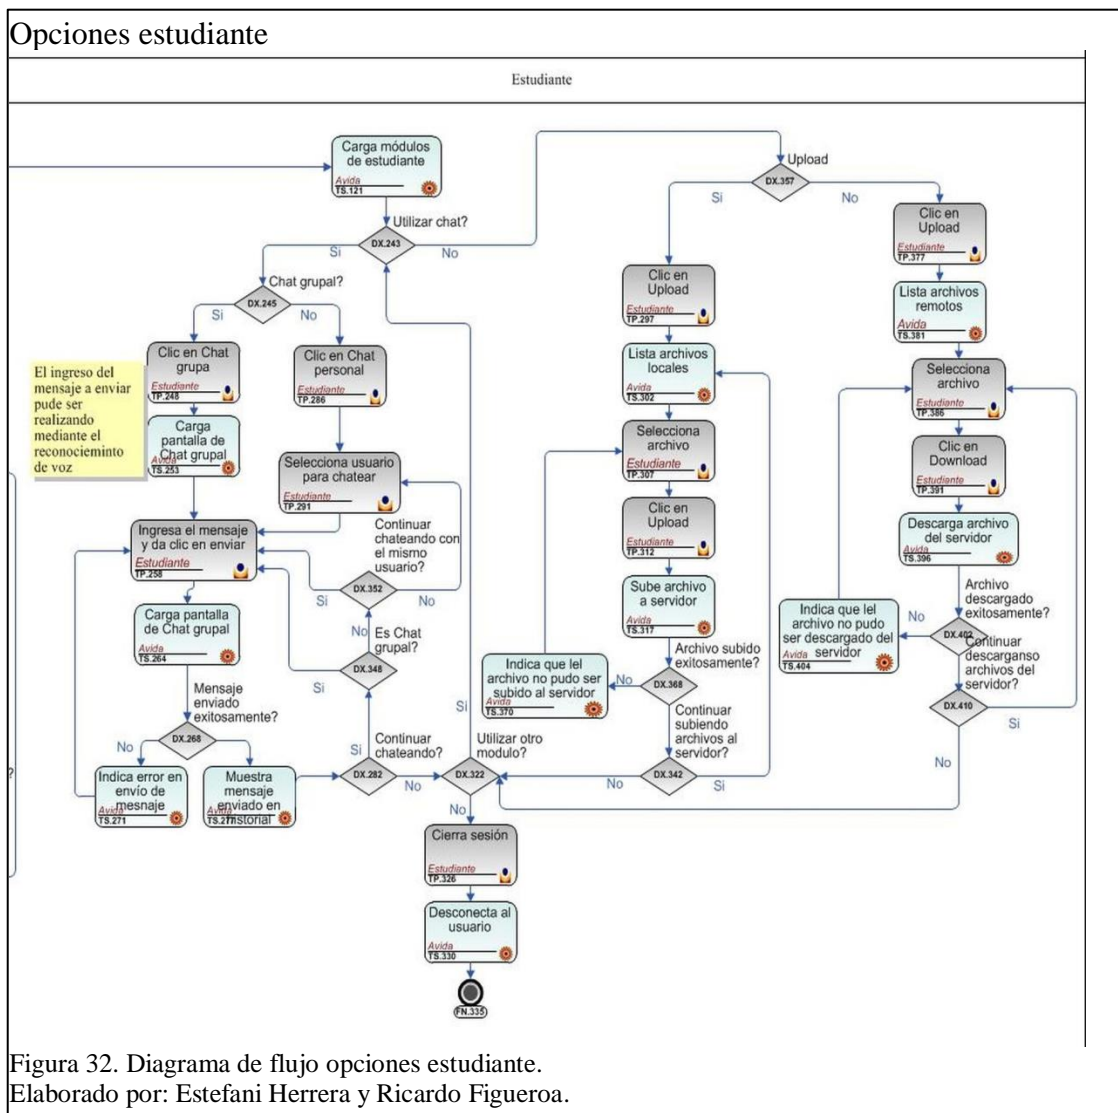 Opciones estudiante
Estudiante
Carga módulos
de estudiante
Avida
TS.121
Utilizar chat?
DX.243
Si
No
Chat grupal?
DX.245
Si
No
Clic en Chat
grupa
Estudiante
TP.248
Clic en Chat
personal
Estudiante
TP.286
El ingreso del
mensaje a enviar
pude ser
realizando
mediante el
reconocieminto
de voz
Carga
pantalla de
Chat grupal
Avida
TS.253
Selecciona usuario
para chatear
Estudiante
TP.291
Ingresa el mensaje
y da clic en enviar
Estudiante
TP.258
Continuar
chateando con
el mismo
usuario?
DX.352
Si
No
Carga pantalla
de Chat grupal
Avida
TS.264
No
Es Chat
grupal?
DX.348
Si
Mensaje
enviado
exitosamente?
DX.268
No
Si
Indica error en
envío de
mesnaje
Avida
TS.271
Muestra
mensaje
enviado en
historial
Avida
TS.277
Si
Continuar
chateando?
DX.282
No
Si
Utilizar otro
modulo?
DX.322
No
Cierra sesión
Estudiante
TP.326
Desconecta al
usuario
Avida
TS.330
FN.335
Upload
DX.357
Si
No
Clic en
Upload
Estudiante
TP.297
Lista archivos
locales
Avida
TS.302
Selecciona
archivo
Estudiante
TP.307
Clic en
Upload
Estudiante
TP.312
Sube archivo
a servidor
Avida
TS.317
Archivo subido
exitosamente?
DX.368
No
Indica que lel
archivo no pudo ser
subido al servidor
Avida
TS.370
Continuar
subiendo
archivos al
servidor?
DX.342
No
Si
Clic en
Upload
Estudiante
TP.377
Lista archivos
remotos
Avida
TS.381
Selecciona
archivo
Estudiante
TP.386
Clic en
Download
Estudiante
TP.391
Descarga archivo
del servidor
Avida
TS.396
Archivo
descargado
exitosamente?
DX.402
No
Indica que lel
archivo no pudo
ser descargado del
servidor
Avida
TS.404
Continuar
descarganso
archivos del
servidor?
DX.410
Si
No
?
Figura 32. Diagrama de flujo opciones estudiante.
Elaborado por: Estefani Herrera y Ricardo Figueroa.